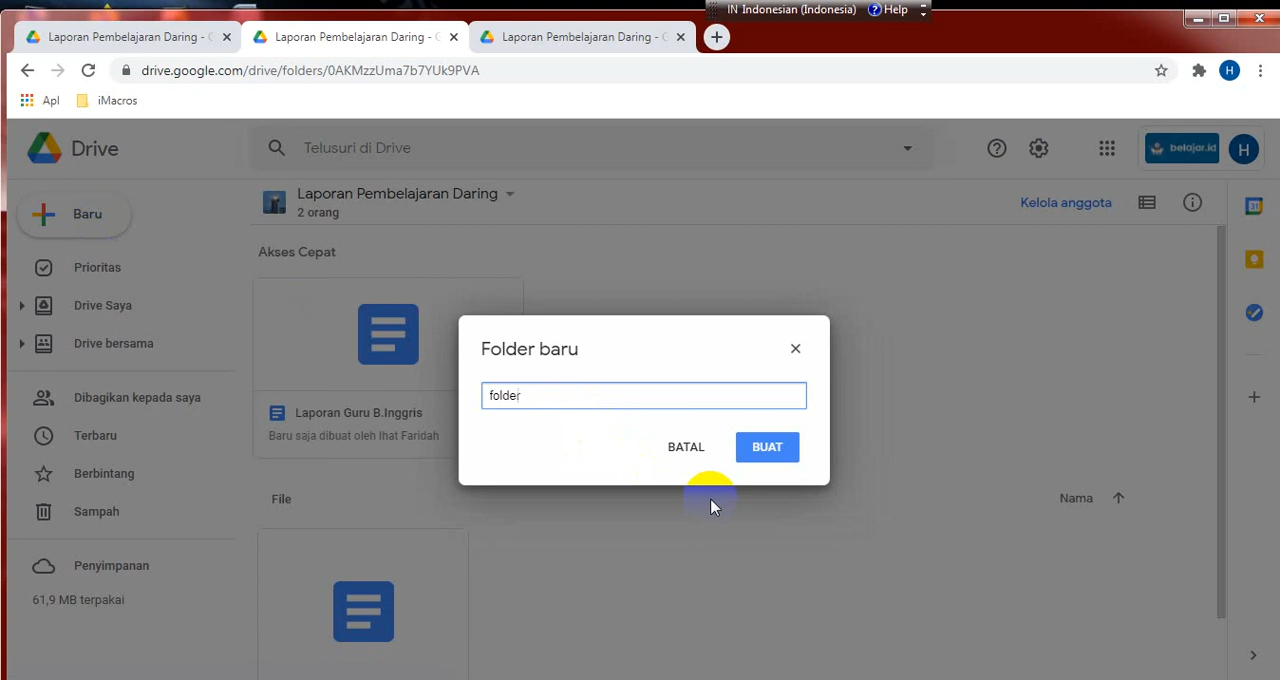 IN Indonesian (Indonesia) Help
Laporan Pembelajaran Daring - G
Laporan Pembelajaran Daring - G
Laporan Pembelajaran Daring - G
drive.google.com/drive/folders/0AKMzzUma7b7YUk9PVA
H
Apl
iMacros
Drive
Telusuri di Drive
belajar.id
H
Baru
Laporan Pembelajaran Daring
2 orang
Kelola anggota
31
Prioritas
Drive Saya
Drive bersama
Dibagikan kepada saya
Terbaru
Berbintang
Sampah
Penyimpanan
61,9 MB terpakai
Akses Cepat
Laporan Guru B.Inggris
Baru saja dibuat oleh Ihat Faridah
Folder baru
folder
BATAL
BUAT
File
Nama